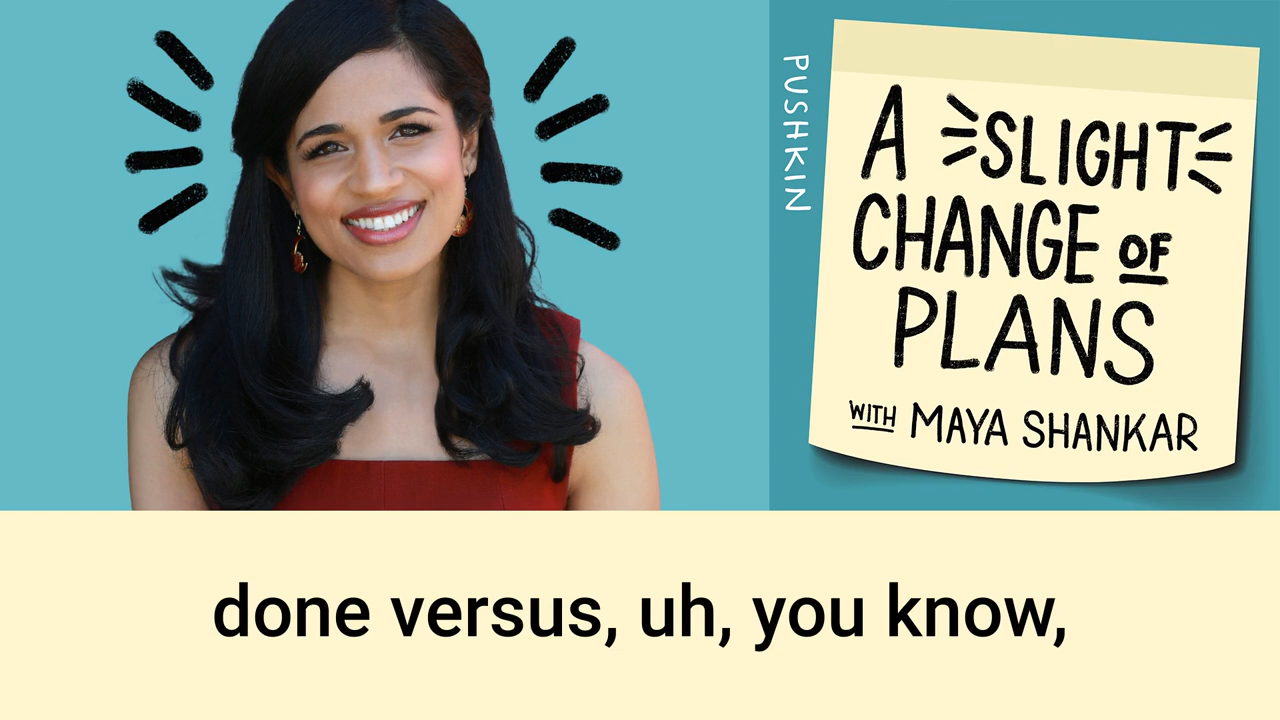 PUSHKIN
A SLIGHT
CHANGE OF
PLANS
WITH MAYA SHANKAR
done versus, uh, you know,